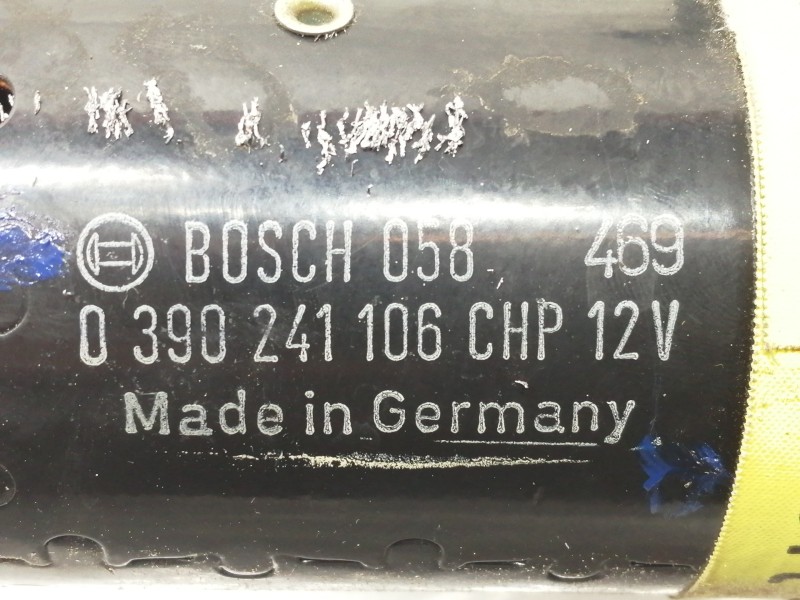 BOSCH 058 469
0 390 241 106 CHP 12V
Made in Germany